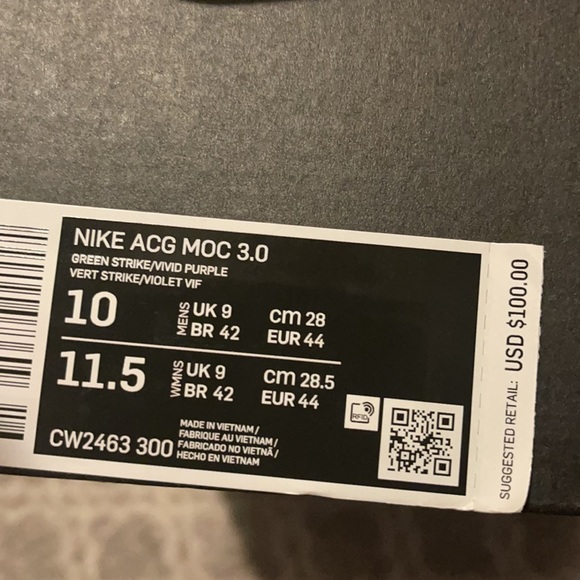 NIKE ACG MOC 3.0
GREEN STRIKE/VIVID PURPLE
VERT STRIKE/VIOLET VIF
10 MENS UK 9 cm 28
BR 42 EUR 44
11.5 WMNS UK 9 cm 28.5
BR 42 EUR 44
CW2463 300
MADE IN VIETNAM/
FABRIQUE AU VIETNAM/
FABRICADO NO VIETNÃ/
HECHO EN VIETNAM
RFID
SUGGESTED RETAIL: USD $100.00